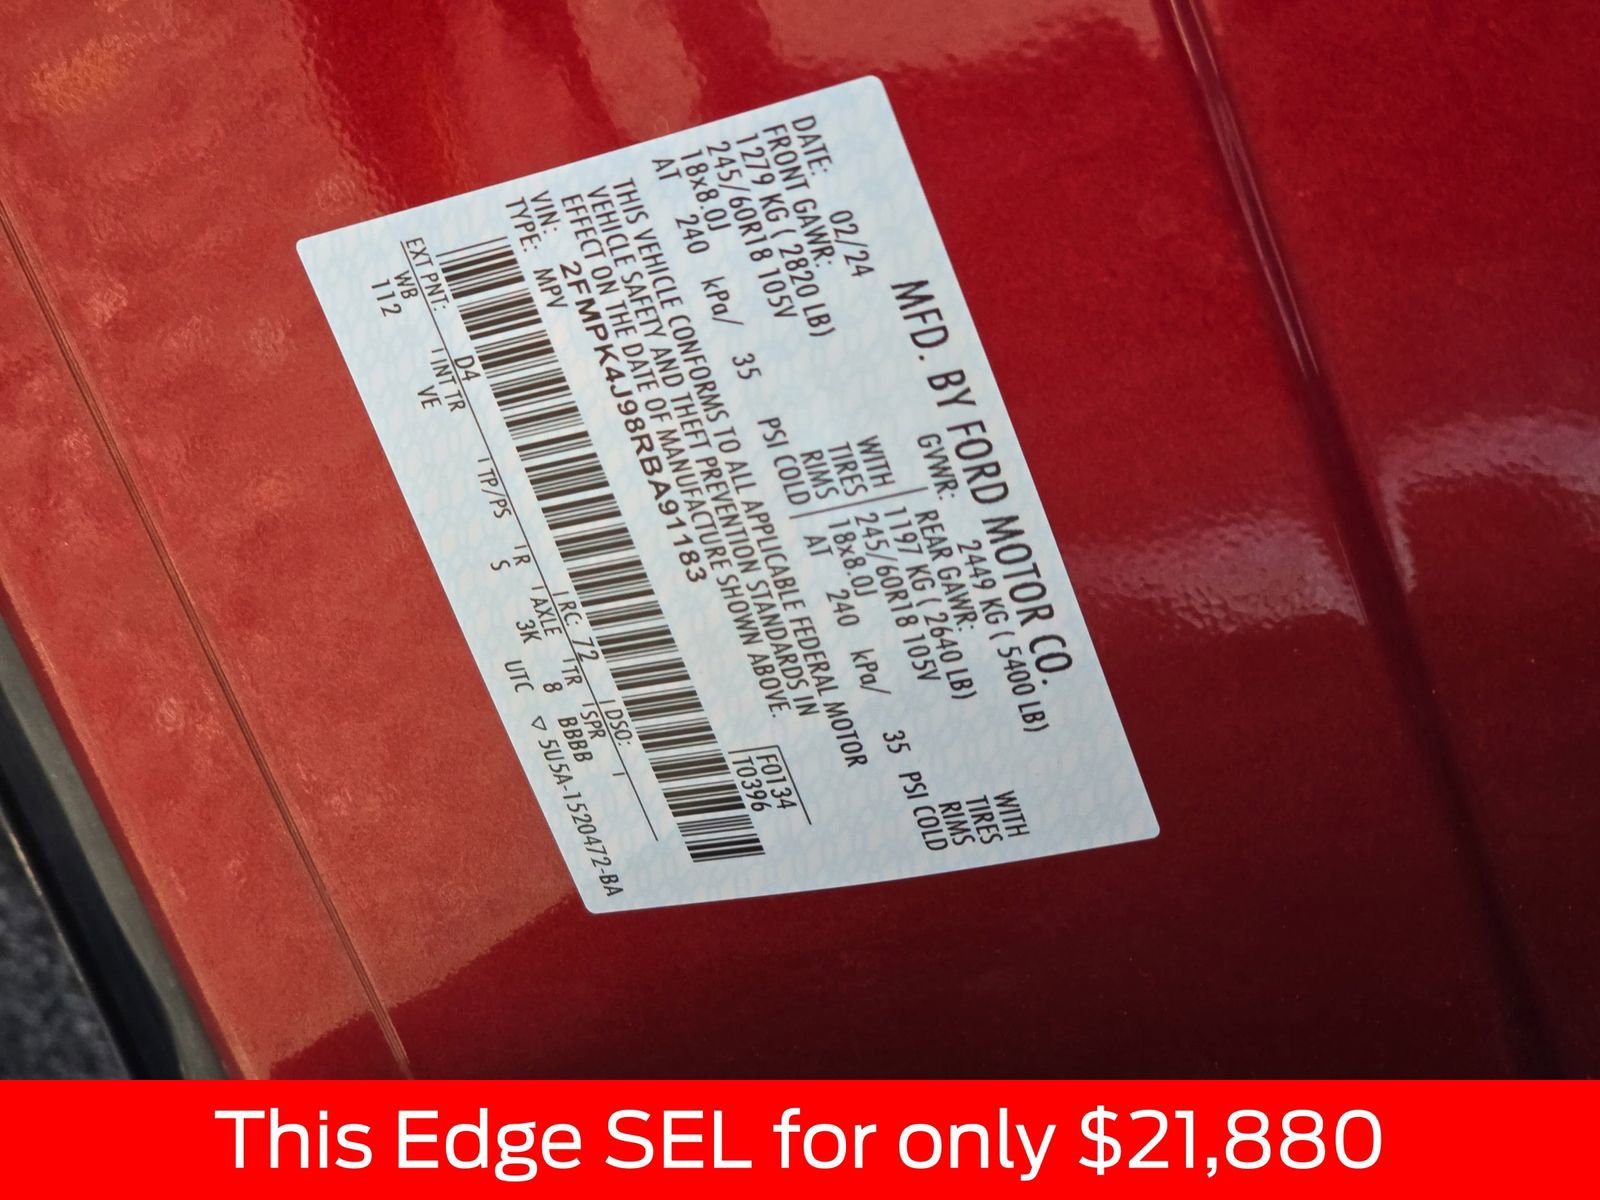 MFD. BY FORD MOTOR CO.
DATE: 02/24 GVWR: 2449 KG ( 5400 LB)
FRONT GAWR: REAR GAWR: WITH
1279 KG ( 2820 LB) WITH 1197 KG ( 2640 LB) TIRES
245/60R18 105V TIRES 245/60R18 105V RIMS
18x8.0J RIMS 18x8.0J
AT 240 kPa/ 35 PSI COLD AT 240 kPa/ 35 PSI COLD
THIS VEHICLE CONFORMS TO ALL APPLICABLE FEDERAL MOTOR
VEHICLE SAFETY AND THEFT PREVENTION STANDARDS IN
EFFECT ON THE DATE OF MANUFACTURE SHOWN ABOVE.
VIN: 2FMPK4J98RBA91183 F0134
TYPE: MPV T0396
EXT PNT: D4 RC: 72 DSO:
WB INT TR TP/PS R AXLE TR SPR
112 VE S 3K 8 BBBB
UTC ▽ 5U5A-1520472-BA
This Edge SEL for only $21,880